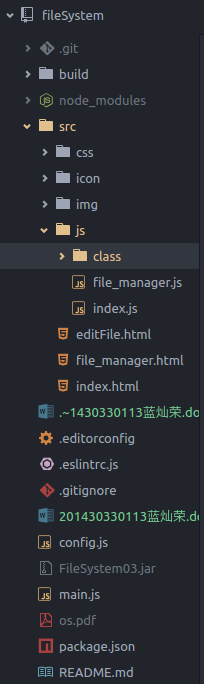 fileSystem
.git
build
node_modules
src
css
icon
img
js
class
file_manager.js
index.js
editFile.html
file_manager.html
index.html
.~1430330113蓝灿荣.do
.editorconfig
.eslintrc.js
.gitignore
201430330113蓝灿荣.do
config.js
FileSystem03.jar
main.js
os.pdf
package.json
README.md